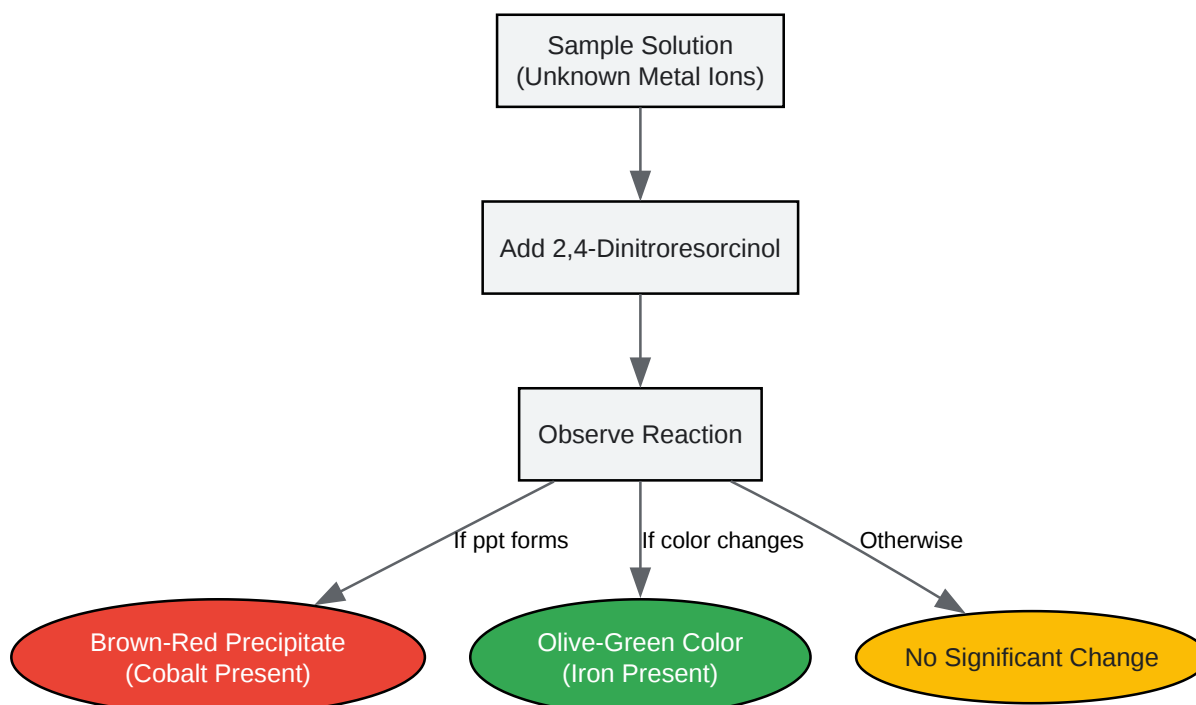 Sample Solution
(Unknown Metal Ions)
Add 2,4-Dinitroresorcinol
Observe Reaction
If ppt forms
If color changes
Otherwise
Brown-Red Precipitate
(Cobalt Present)
Olive-Green Color
(Iron Present)
No Significant Change